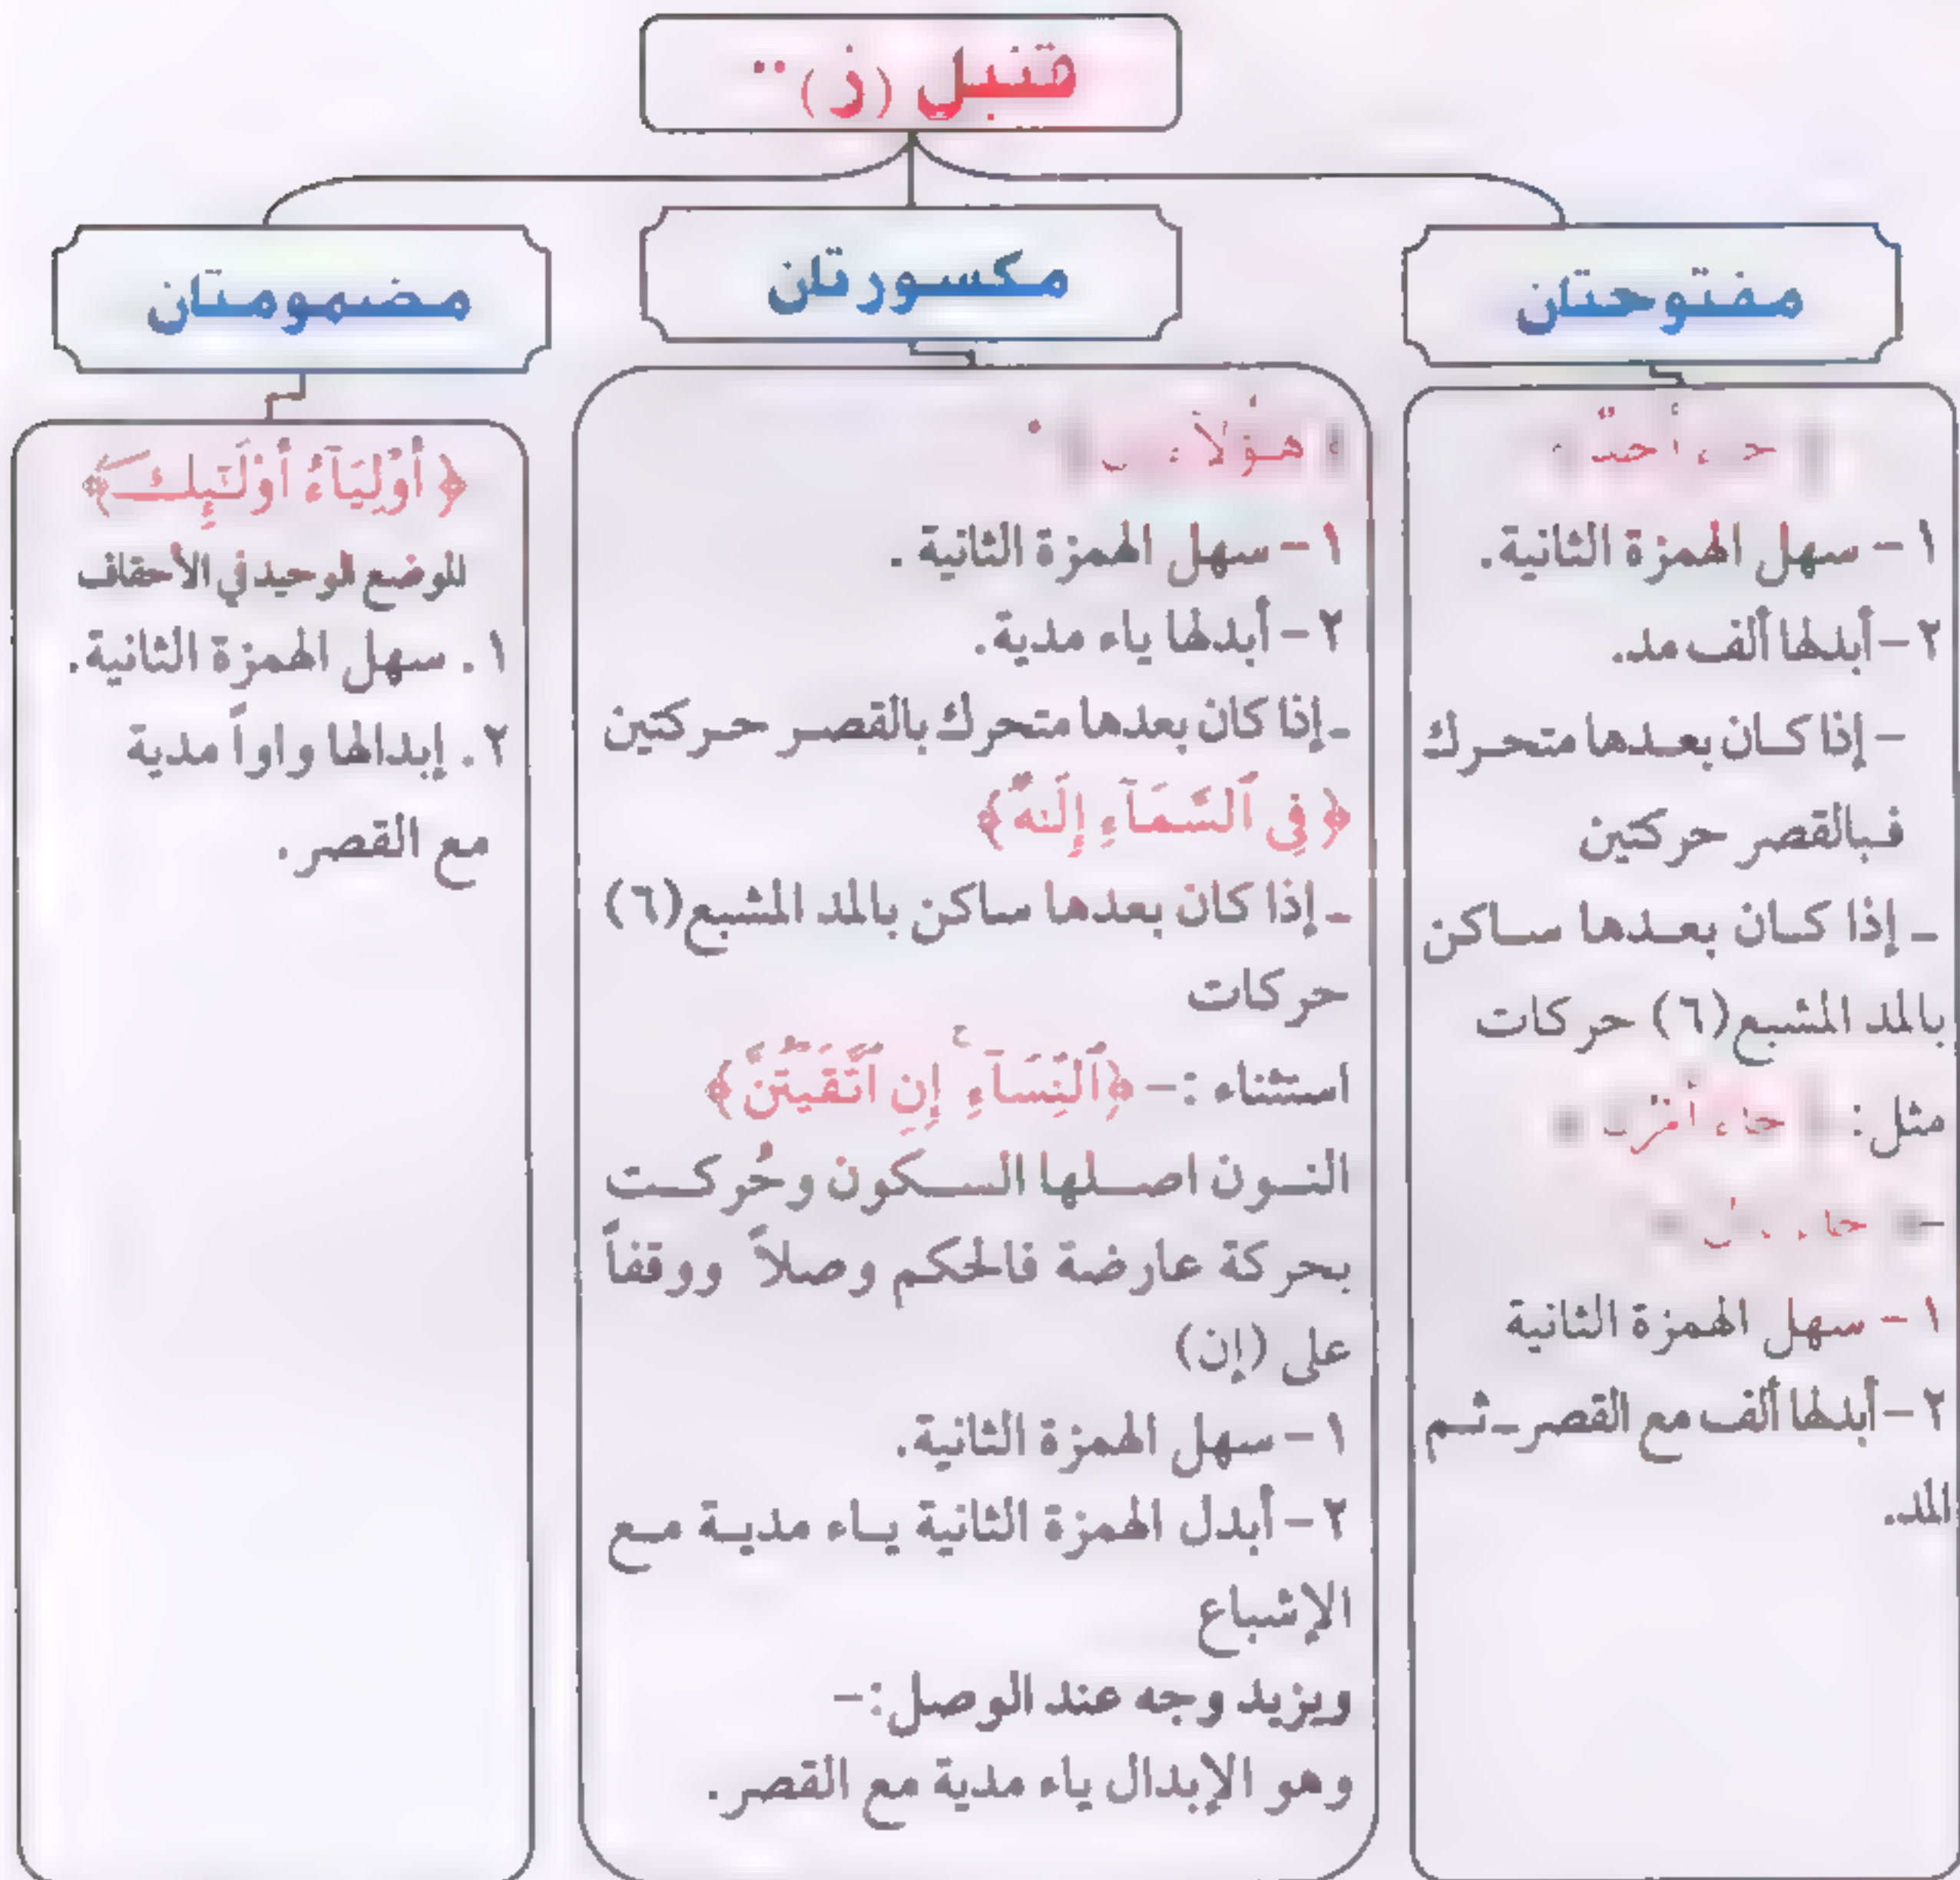 قنبل (ز)
مفتوحتان
١- سهل الهمزة الثانية.
٢- أبدلها ألف مد.
- إذا كان بعدها متحرك
فبالقصر حركتين
- إذا كان بعدها ساكن
بالمد المشبع (٦) حركات
مثل:
١- سهل الهمزة الثانية
٢- أبدلها ألف مع القصر - ثم
المد.
مكسورتان
١- سهل الهمزة الثانية.
٢- أبدلها ياء مدية.
- إذا كان بعدها متحرك بالقصر حركتين
﴿فِى ٱلسَّمَآءِ إِلَٰهٌ﴾
- إذا كان بعدها ساكن بالمد المشبع (٦)
حركات
استثناء :- ﴿ٱلنِّسَآءِ إِنِ ٱتَّقَيْتُنَّ﴾
النون اصلها السكون وحُركت
بحركة عارضة فالحكم وصلاً ووقفاً
على (إن)
١- سهل الهمزة الثانية.
٢- أبدل الهمزة الثانية ياء مدية مع
الإشباع
ويزيد وجه عند الوصل:-
وهو الإبدال ياء مدية مع القصر.
مضمومتان
﴿أَوْلِيَآءُ أُو۟لَٰٓئِكَ﴾
الموضع الوحيد في الأحقاف
١. سهل الهمزة الثانية.
٢. إبدالها واواً مدية
مع القصر.